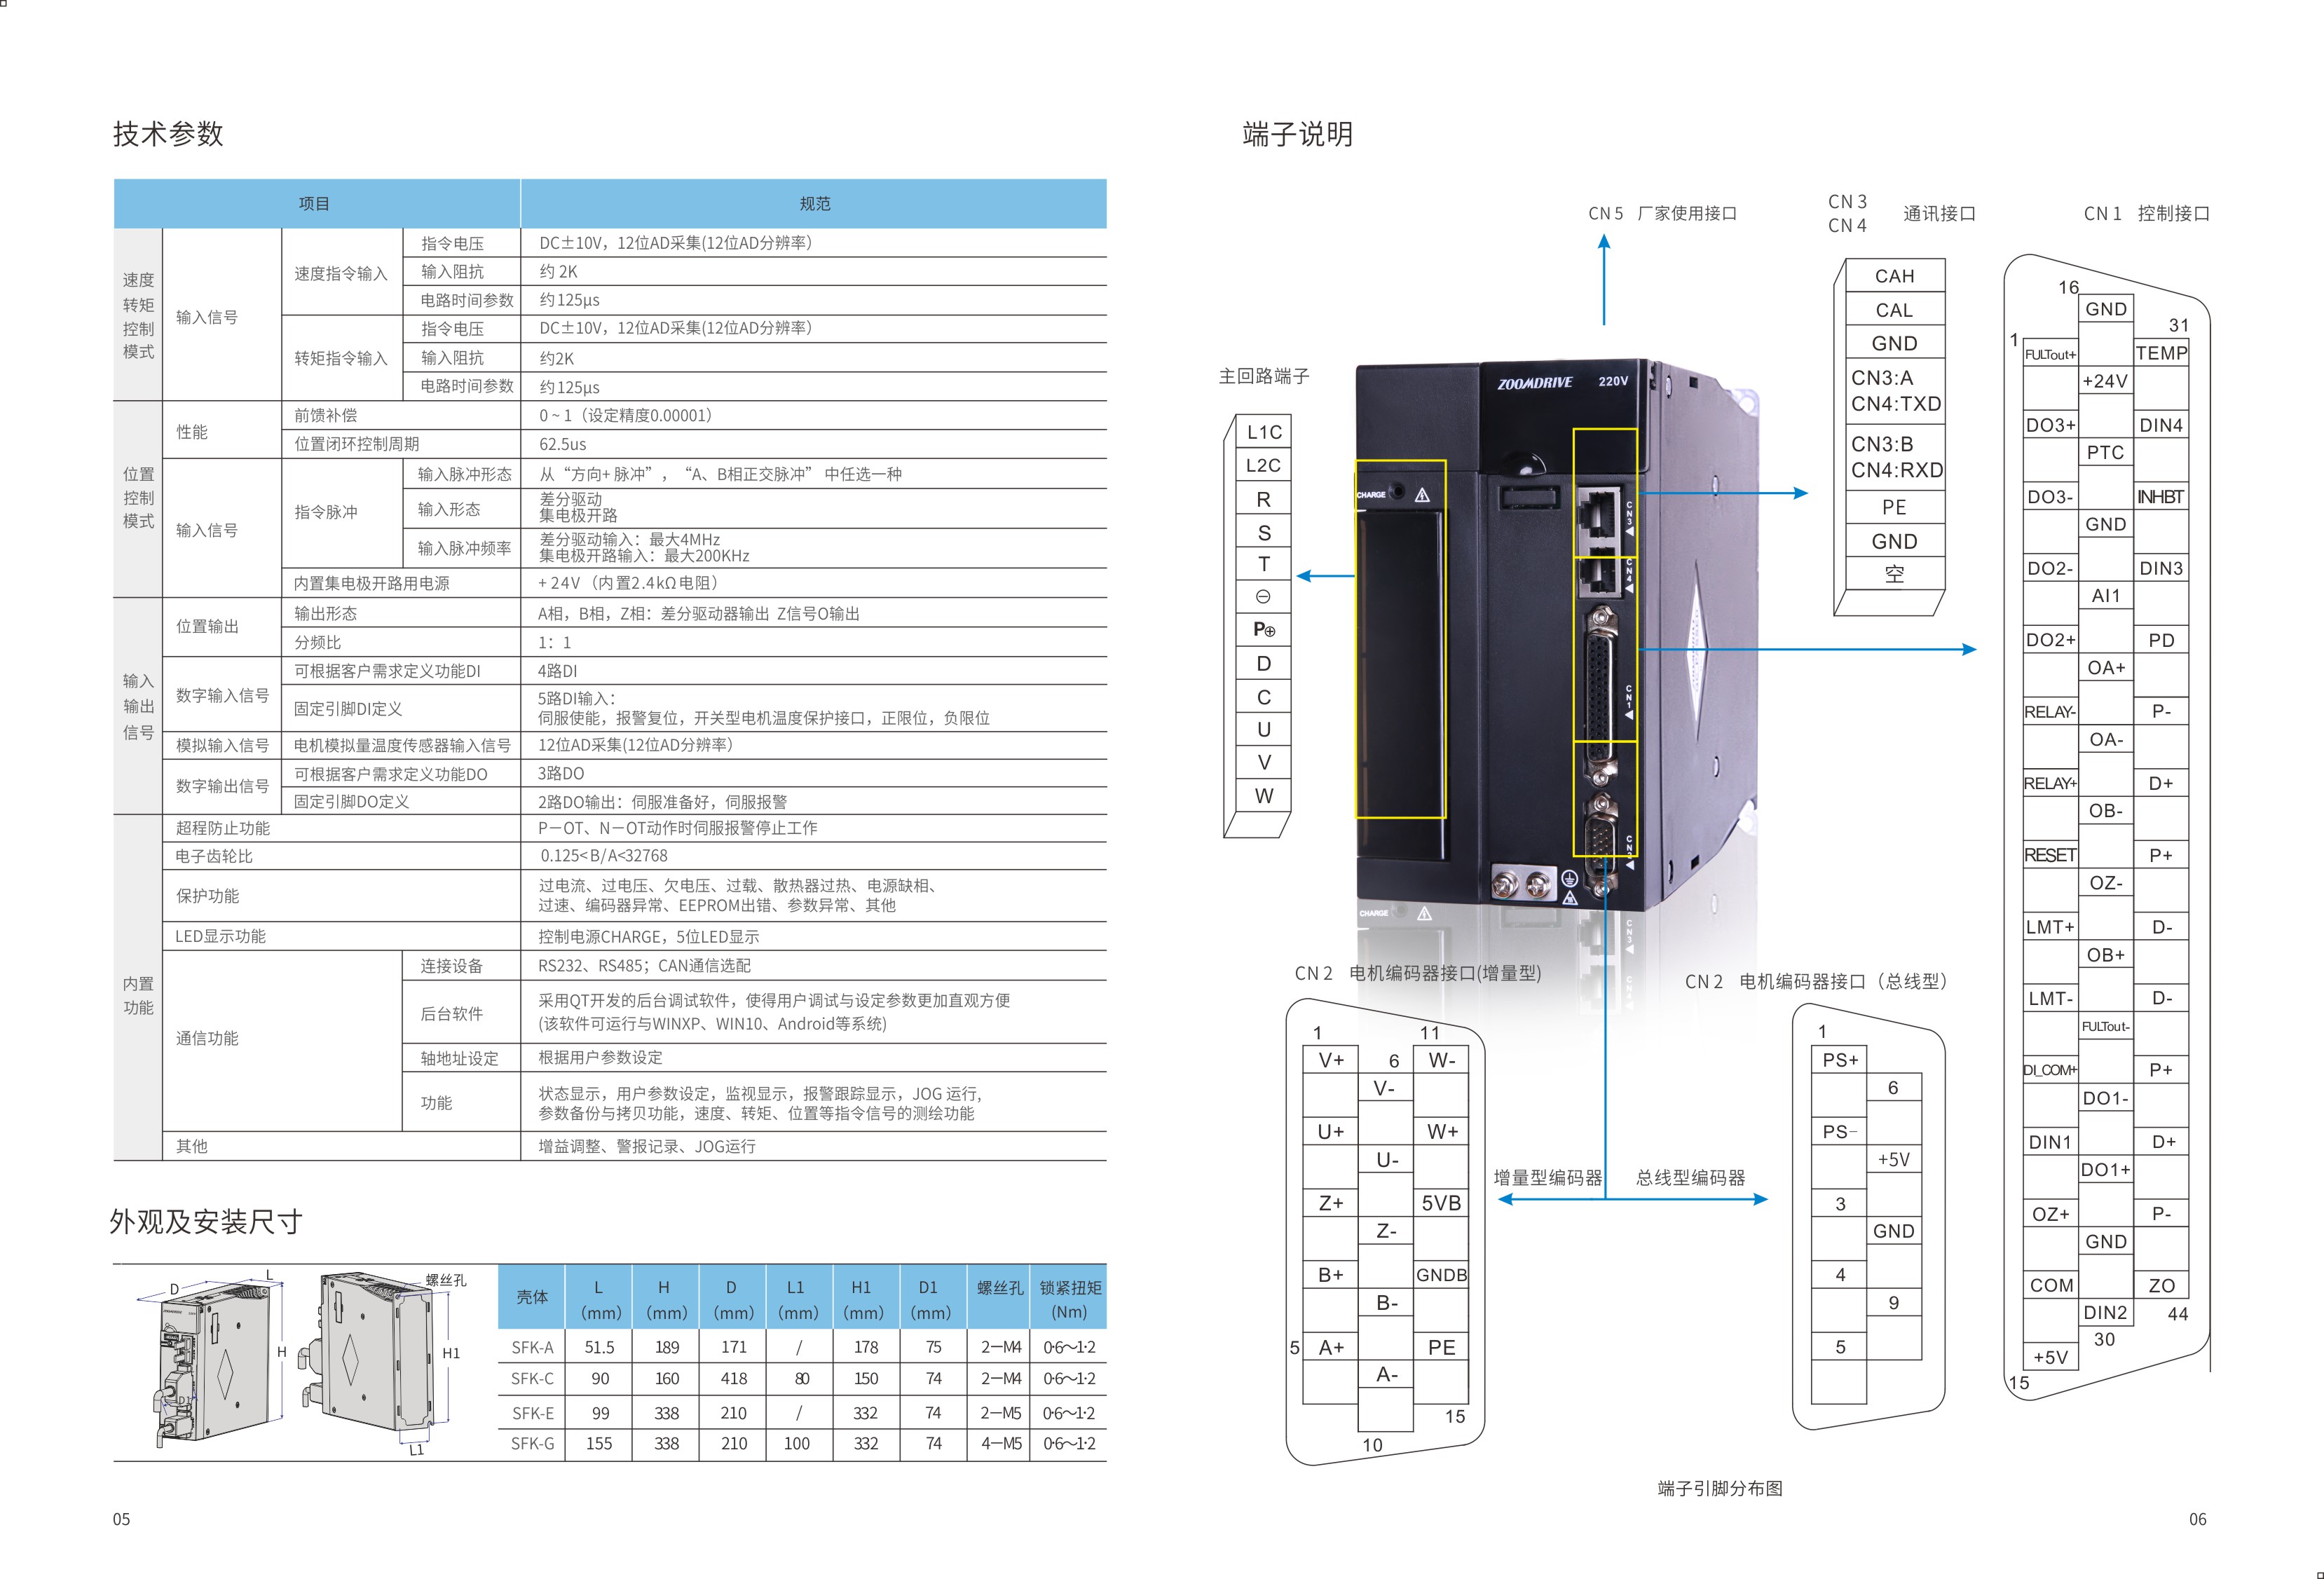 技术参数
项目 规范
速度转矩控制模式
输入信号
速度指令输入
指令电压 DC±10V，12位AD采集(12位AD分辨率）
输入阻抗 约 2K
电路时间参数 约125μs
转矩指令输入
指令电压 DC±10V，12位AD采集(12位AD分辨率）
输入阻抗 约2K
电路时间参数 约125μs
位置控制模式
性能
前馈补偿 0 ~ 1（设定精度0.00001）
位置闭环控制周期 62.5us
输入信号
指令脉冲
输入脉冲形态 从“方向+ 脉冲”，“A、B相正交脉冲” 中任选一种
输入形态 差分驱动
集电极开路
输入脉冲频率 差分驱动输入：最大4MHz
集电极开路输入：最大200KHz
内置集电极开路用电源 + 24V（内置2.4kΩ 电阻）
输入输出信号
位置输出
输出形态 A相，B相，Z相：差分驱动器输出 Z信号O输出
分频比 1：1
数字输入信号
可根据客户需求定义功能DI 4路DI
固定引脚DI定义 5路DI输入：
伺服使能，报警复位，开关型电机温度保护接口，正限位，负限位
模拟输入信号 电机模拟量温度传感器输入信号 12位AD采集(12位AD分辨率）
数字输出信号
可根据客户需求定义功能DO 3路DO
固定引脚DO定义 2路DO输出：伺服准备好，伺服报警
内置功能
超程防止功能 P－OT、N－OT动作时伺服报警停止工作
电子齿轮比 0.125<B/A<32768
保护功能 过电流、过电压、欠电压、过载、散热器过热、电源缺相、
过速、编码器异常、EEPROM出错、参数异常、其他
LED显示功能 控制电源CHARGE，5位LED显示
通信功能
连接设备 RS232、RS485；CAN通信选配
后台软件 采用QT开发的后台调试软件，使得用户调试与设定参数更加直观方便
(该软件可运行与WINXP、WIN10、Android等系统)
轴地址设定 根据用户参数设定
功能 状态显示，用户参数设定，监视显示，报警跟踪显示，JOG 运行，
参数备份与拷贝功能，速度、转矩、位置等指令信号的测绘功能
其他 增益调整、警报记录、JOG运行
外观及安装尺寸
D L H D1
螺丝孔 H1 L1
壳体 L（mm） H（mm） D（mm） L1（mm） H1（mm） D1（mm） 螺丝孔 锁紧扭矩(Nm)
SFK-A 51.5 189 171 / 178 75 2－M4 0·6～1·2
SFK-C 90 160 418 80 150 74 2－M4 0·6～1·2
SFK-E 99 338 210 / 332 74 2－M5 0·6～1·2
SFK-G 155 338 210 100 332 74 4－M5 0·6～1·2
05
端子说明
CN 5 厂家使用接口
CN 3
CN 4
通讯接口
CAH
CAL
GND
CN3:A
CN4:TXD
CN3:B
CN4:RXD
PE
GND
空
主回路端子
L1C
L2C
R
S
T
⊖
P⊕
D
C
U
V
W
ZOOMDRIVE 220V
CHARGE
CN3
CN4
CN1
CN2
CHARGE
CN3
CN 1 控制接口
16
GND
31
1
FULTout+ TEMP
+24V
DO3+ DIN4
PTC
DO3- INHBT
GND
DO2- DIN3
AI1
DO2+ PD
OA+
RELAY- P-
OA-
RELAY+ D+
OB-
RESET P+
OZ-
LMT+ D-
OB+
LMT- D-
FULTout-
DI_COM+ P+
DO1-
DIN1 D+
DO1+
OZ+ P-
GND
COM ZO
DIN2 44
30
+5V
15
CN 2 电机编码器接口(增量型)
1 11
V+ 6 W-
V-
U+ W+
U-
Z+ 5VB
Z-
B+ GNDB
B-
5 A+ PE
A-
15
10
增量型编码器 总线型编码器
CN 2 电机编码器接口（总线型）
1
PS+
6
PS-
+5V
3
GND
4
9
5
端子引脚分布图
06